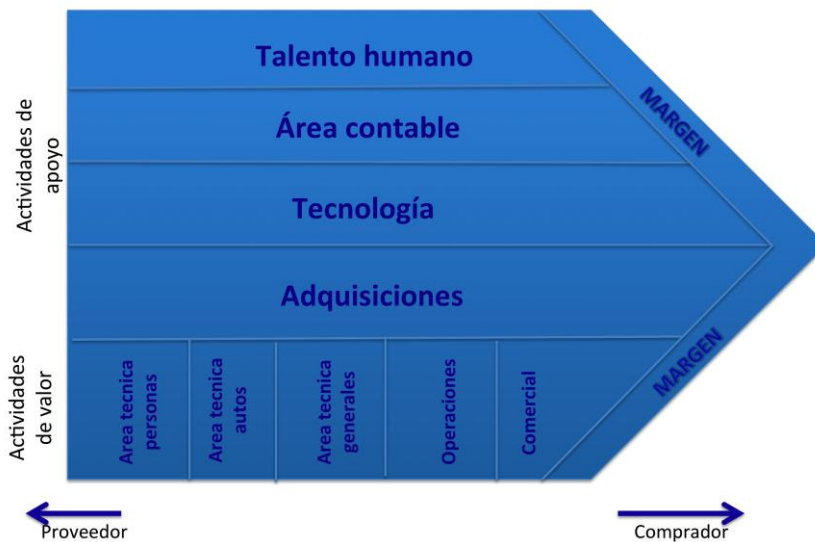 Talento humano
MARGEN
Área contable
Tecnología
Adquisiciones
MARGEN
Actividades de
apoyo
Actividades
de valor
Area tecnica
personas
Area tecnica
autos
Area tecnica
generales
Operaciones
Comercial
Proveedor
Comprador